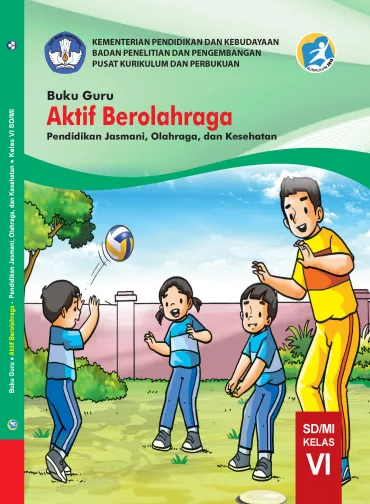 KEMENTERIAN PENDIDIKAN DAN KEBUDAYAAN
BADAN PENELITIAN DAN PENGEMBANGAN
PUSAT KURIKULUM DAN PERBUKUAN
Buku Guru
Aktif Berolahraga
Pendidikan Jasmani, Olahraga, dan Kesehatan
Buku Guru • Aktif Berolahraga - Pendidikan Jasmani, Olahraga, dan Kesehatan • Kelas VI SD/MI
SD/MI
KELAS
VI